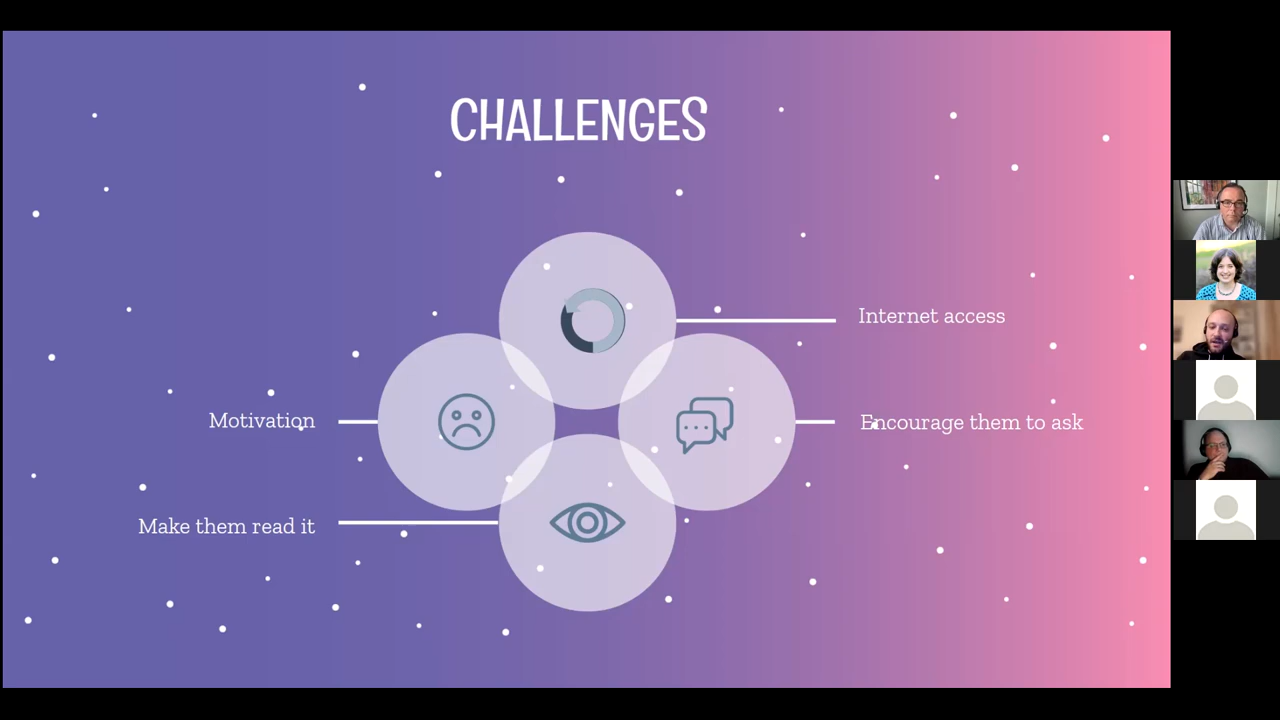 CHALLENGES
Internet access
Motivation
Encourage them to ask
Make them read it